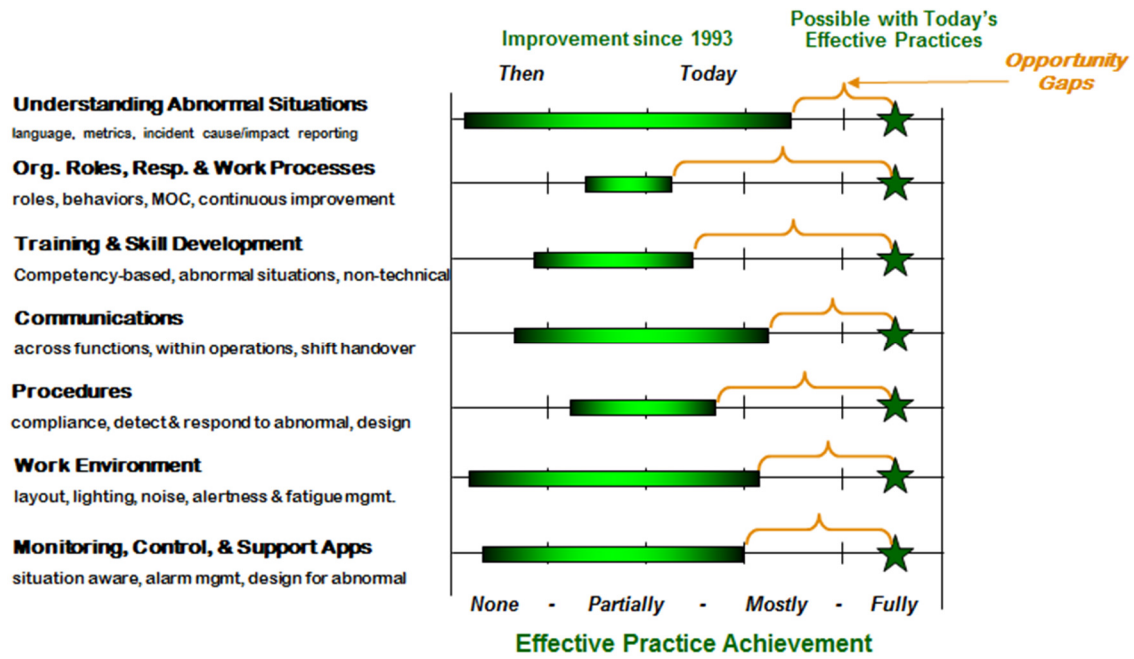 Improvement since 1993
Possible with Today's
Effective Practices
Then
Today
Opportunity
Gaps
Understanding Abnormal Situations
language, metrics, incident cause/impact reporting
Org. Roles, Resp. & Work Processes
roles, behaviors, MOC, continuous improvement
Training & Skill Development
Competency-based, abnormal situations, non-technical
Communications
across functions, within operations, shift handover
Procedures
compliance, detect & respond to abnormal, design
Work Environment
layout, lighting, noise, alertness & fatigue mgmt.
Monitoring, Control, & Support Apps
situation aware, alarm mgmt, design for abnormal
None - Partially - Mostly - Fully
Effective Practice Achievement